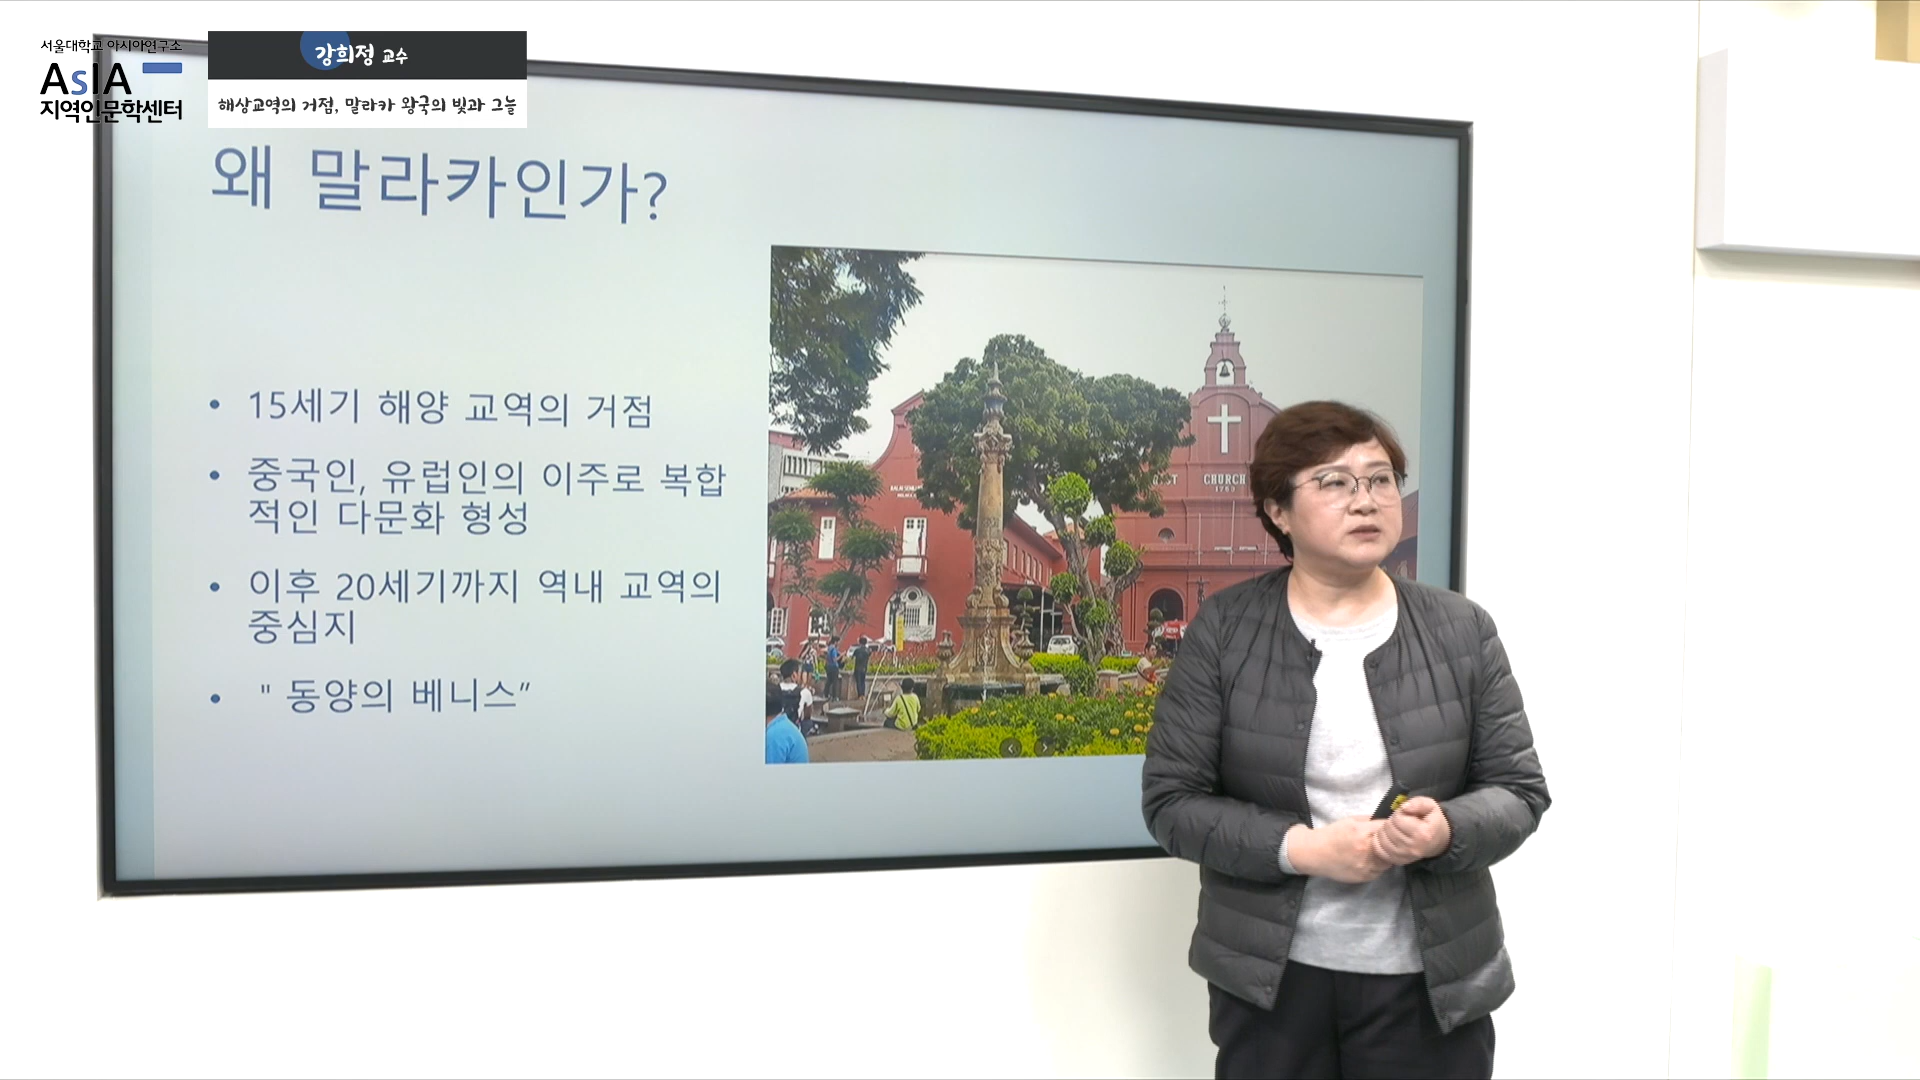 서울대학교 아시아연구소
AsIA
지역인문학센터
강희정 교수
해상교역의 거점, 말라카 왕국의 빛과 그늘
왜 말라카인가?
• 15세기 해양 교역의 거점
• 중국인, 유럽인의 이주로 복합
적인 다문화 형성
• 이후 20세기까지 역내 교역의
중심지
• " 동양의 베니스"
CHURCH